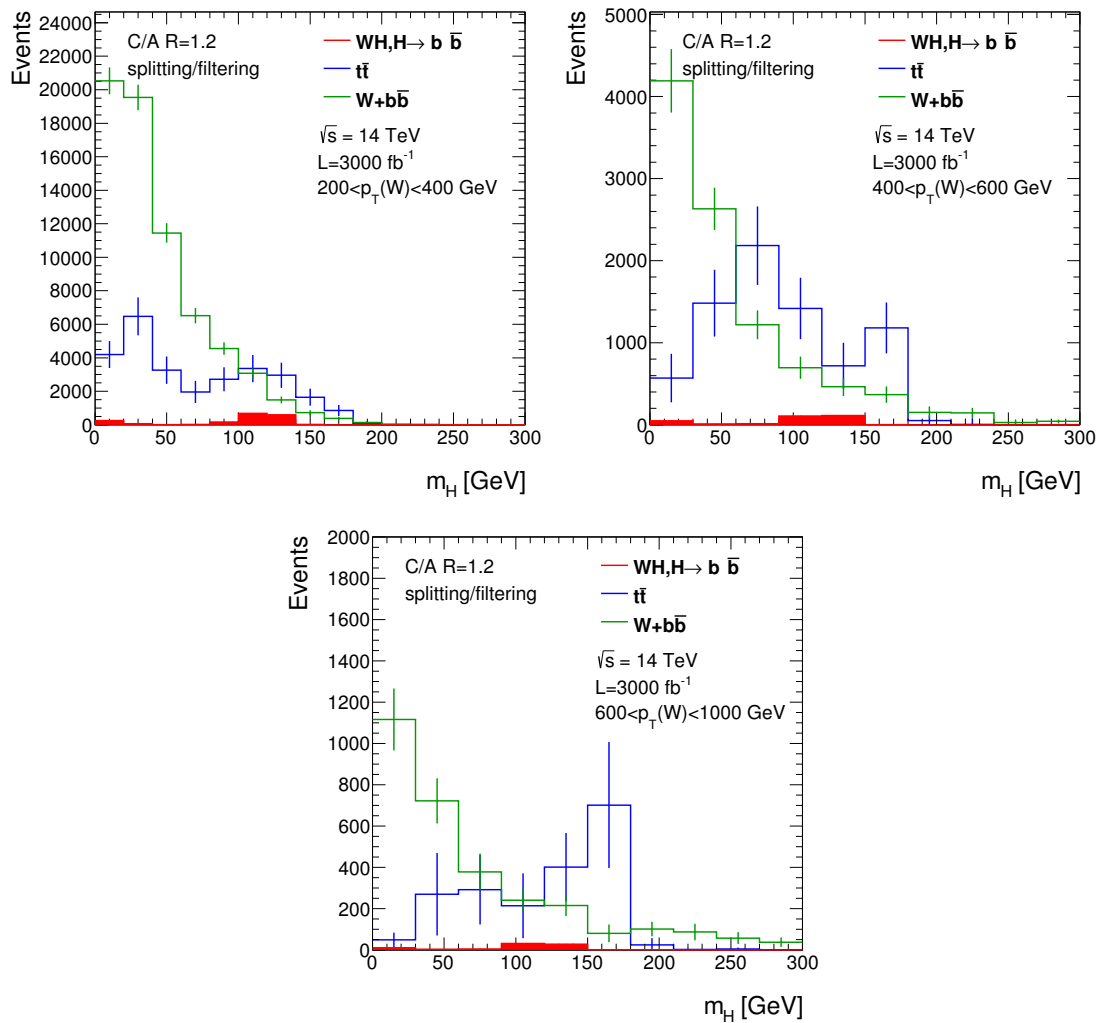 Events
24000
22000
20000
18000
16000
14000
12000
10000
8000
6000
4000
2000
0
C/A R=1.2
splitting/filtering
WH,H→ b b̅
tt̅
W+bb̅
√s = 14 TeV
L=3000 fb⁻¹
200<p_T(W)<400 GeV
0 50 100 150 200 250 300
m_H [GeV]
Events
5000
4000
3000
2000
1000
0
C/A R=1.2
splitting/filtering
WH,H→ b b̅
tt̅
W+bb̅
√s = 14 TeV
L=3000 fb⁻¹
400<p_T(W)<600 GeV
0 50 100 150 200 250 300
m_H [GeV]
Events
2000
1800
1600
1400
1200
1000
800
600
400
200
0
C/A R=1.2
splitting/filtering
WH,H→ b b̅
tt̅
W+bb̅
√s = 14 TeV
L=3000 fb⁻¹
600<p_T(W)<1000 GeV
0 50 100 150 200 250 300
m_H [GeV]